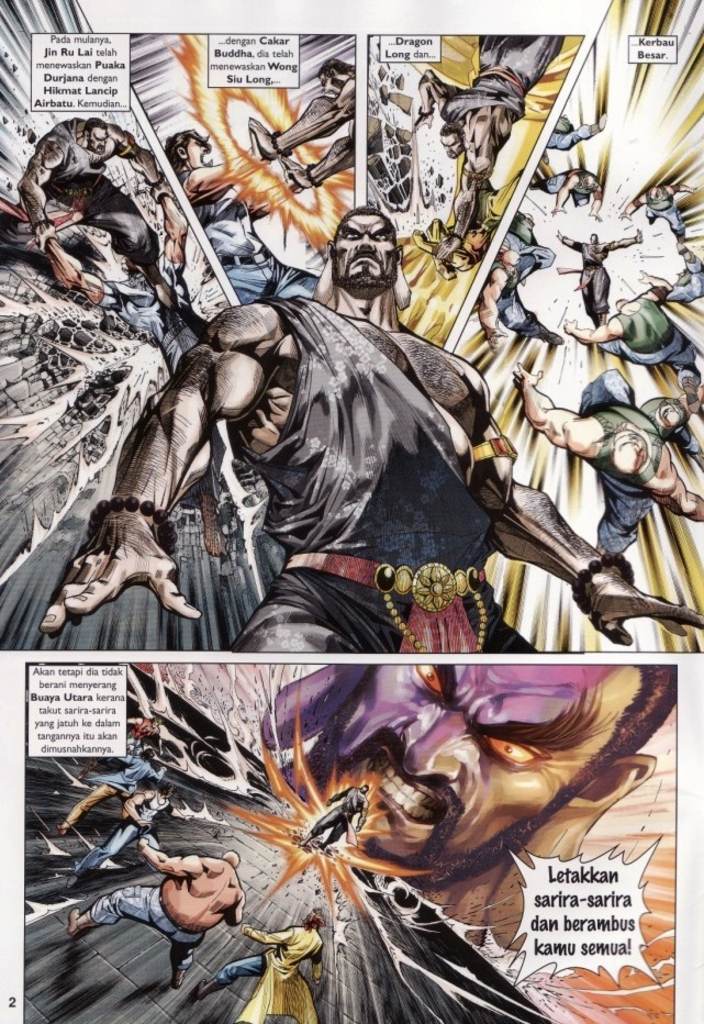 Pada mulanya,
Jin Ru Lai telah
menewaskan Puaka
Durjana dengan
Hikmat Lancip
Airbatu. Kemudian...
...dengan Cakar
Buddha, dia telah
menewaskan Wong
Siu Long,...
...Dragon
Long dan...
...Kerbau
Besar.
Akan tetapi dia tidak
berani menyerang
Buaya Utara kerana
takut sarira-sarira
yang jatuh ke dalam
tangannya itu akan
dimusnahkannya.
Letakkan
sarira-sarira
dan berambus
kamu semua!
2